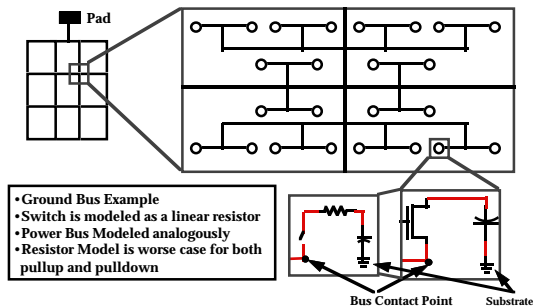 Pad
•Ground Bus Example
•Switch is modeled as a linear resistor
•Power Bus Modeled analogously
•Resistor Model is worse case for both
pullup and pulldown
Bus Contact Point
Substrate